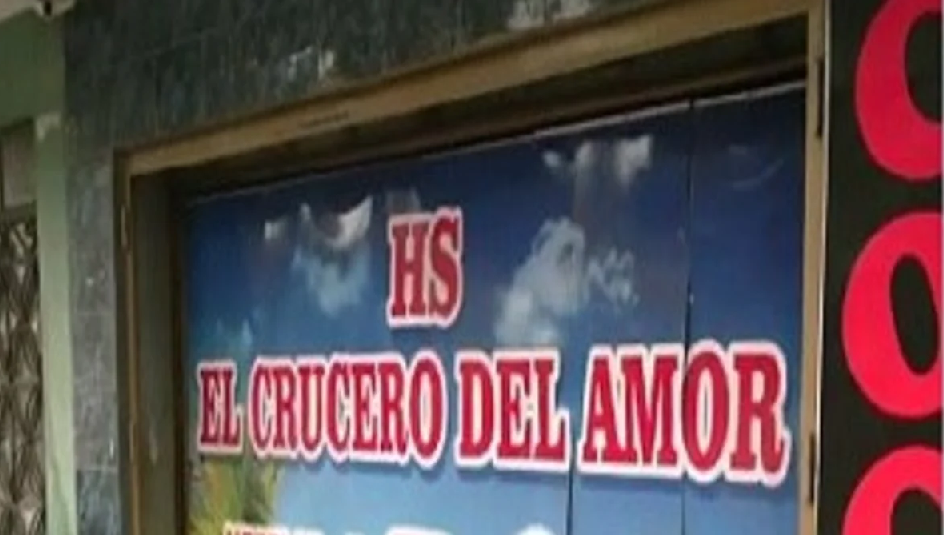 HS
EL CRUCERO DEL AMOR